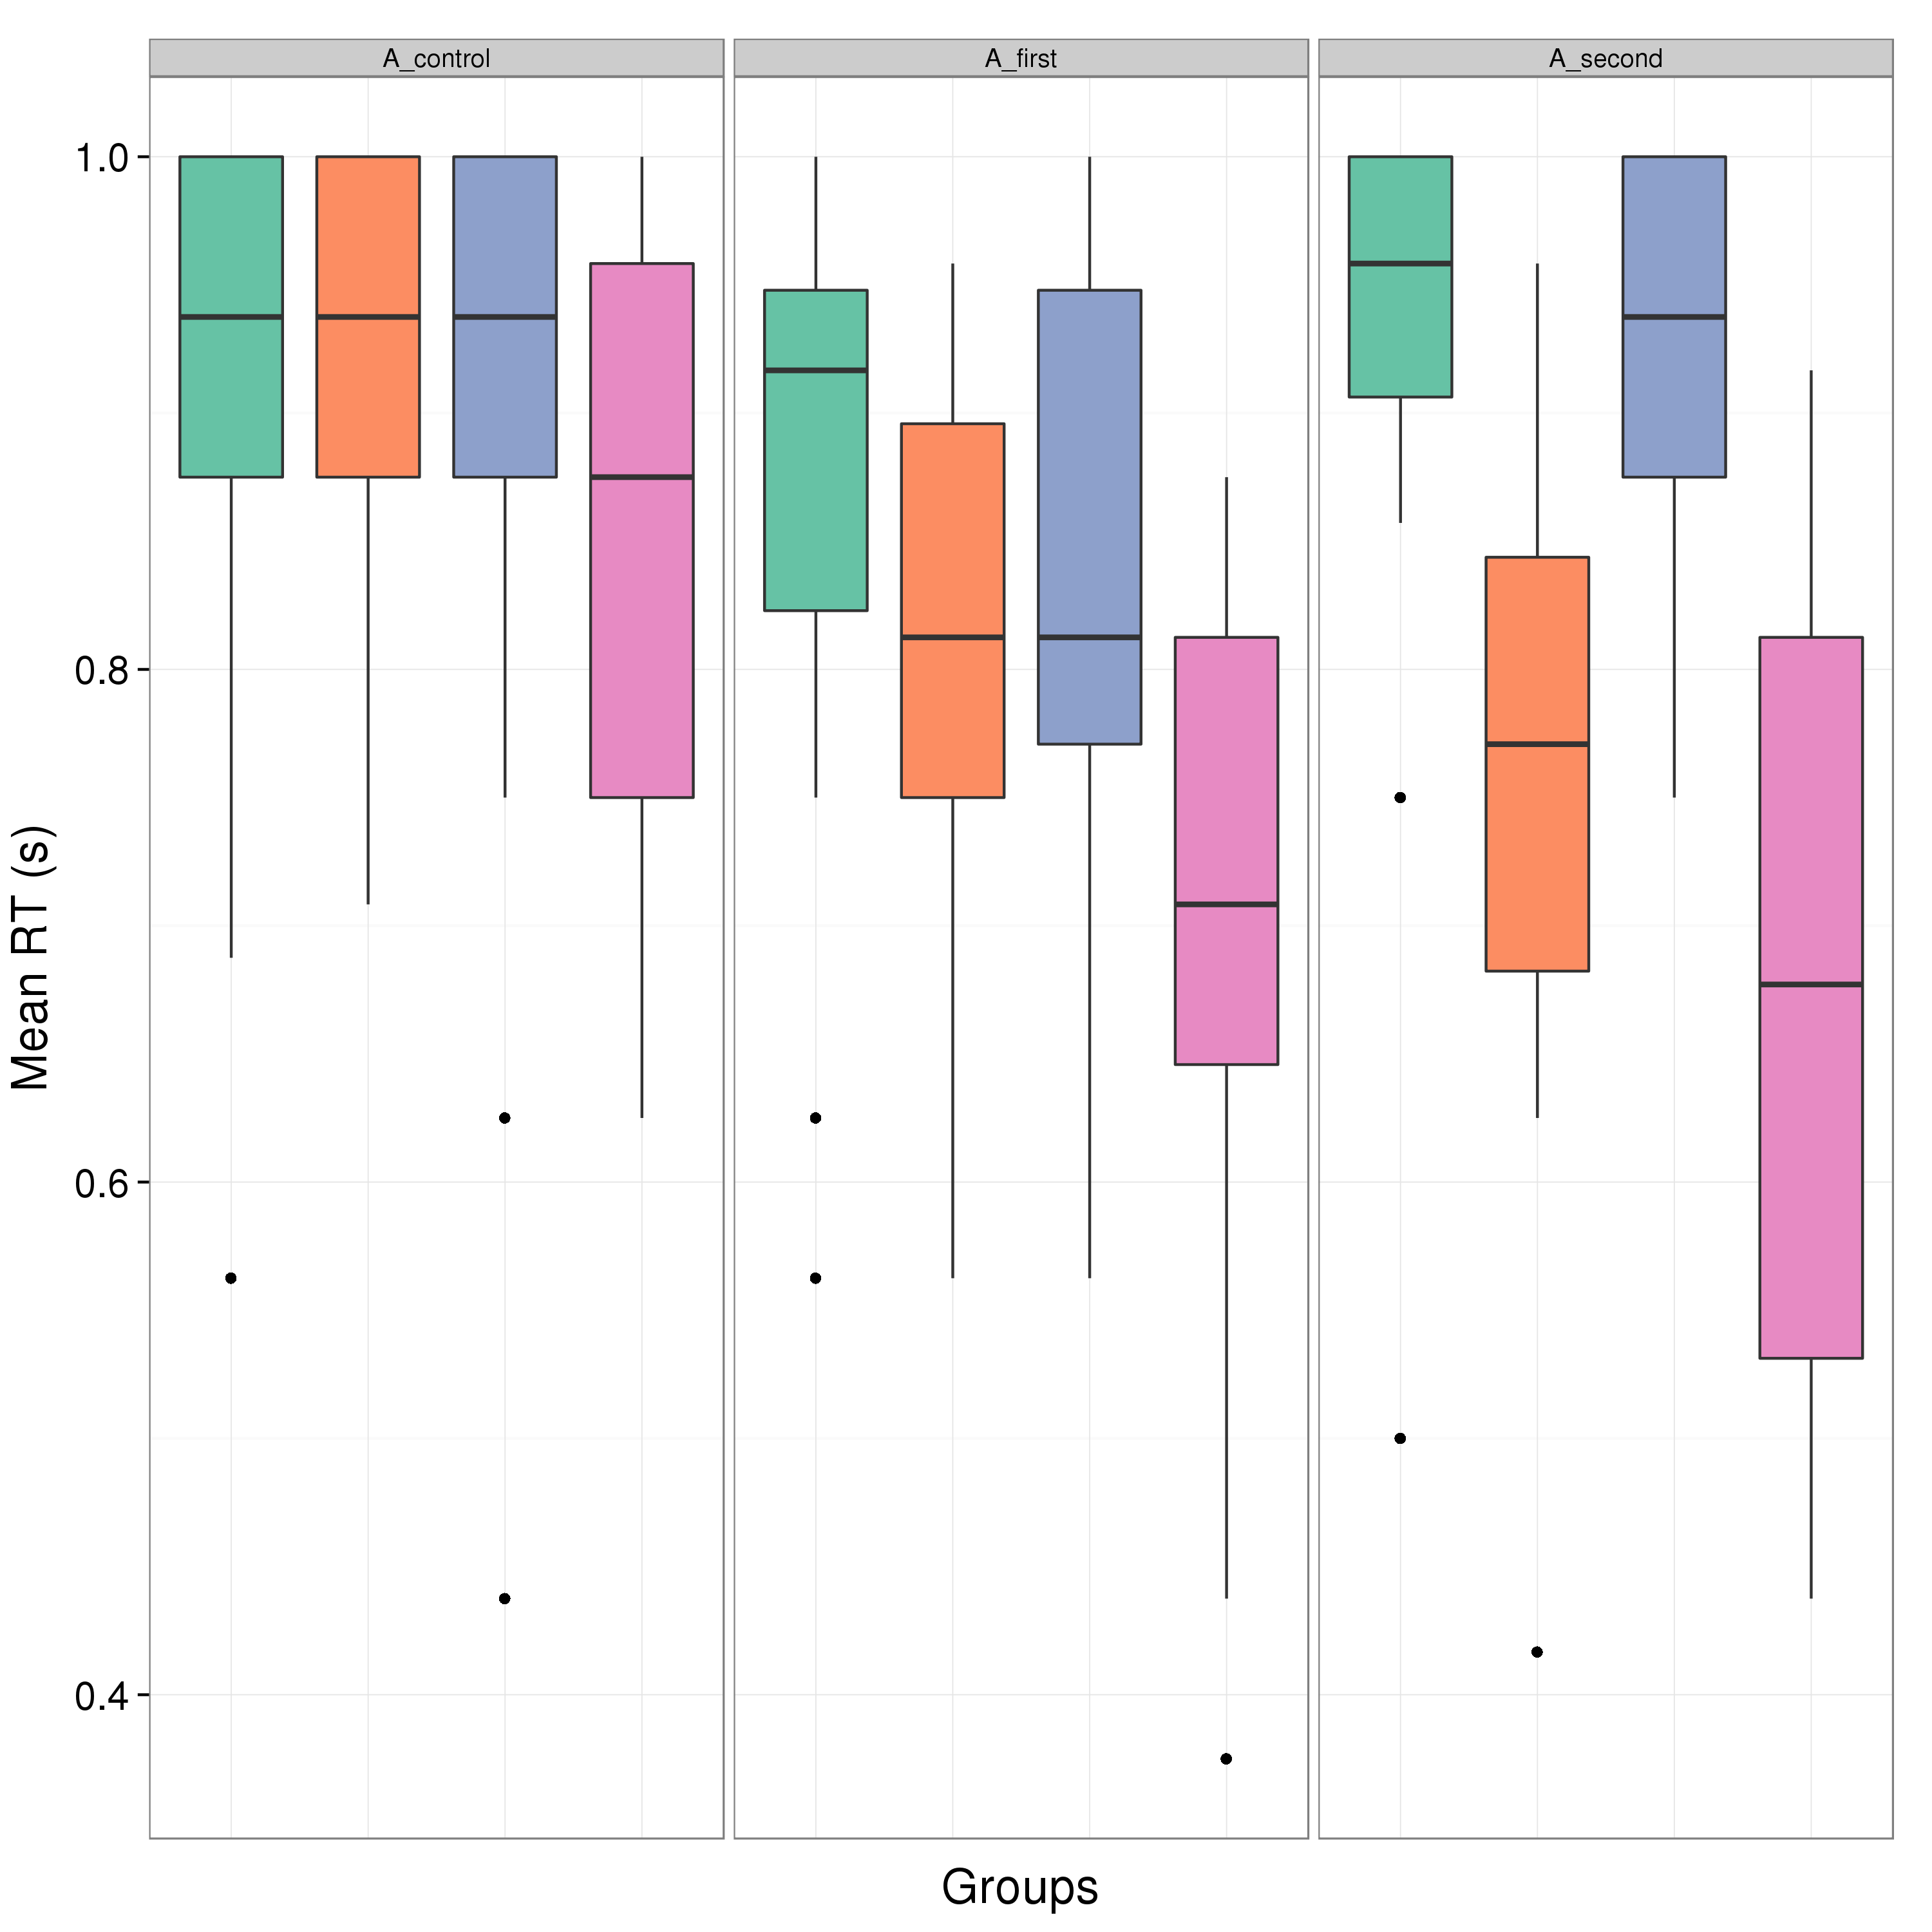 A_control
A_first
A_second
1.0
0.8
0.6
0.4
Mean RT (s)
Groups